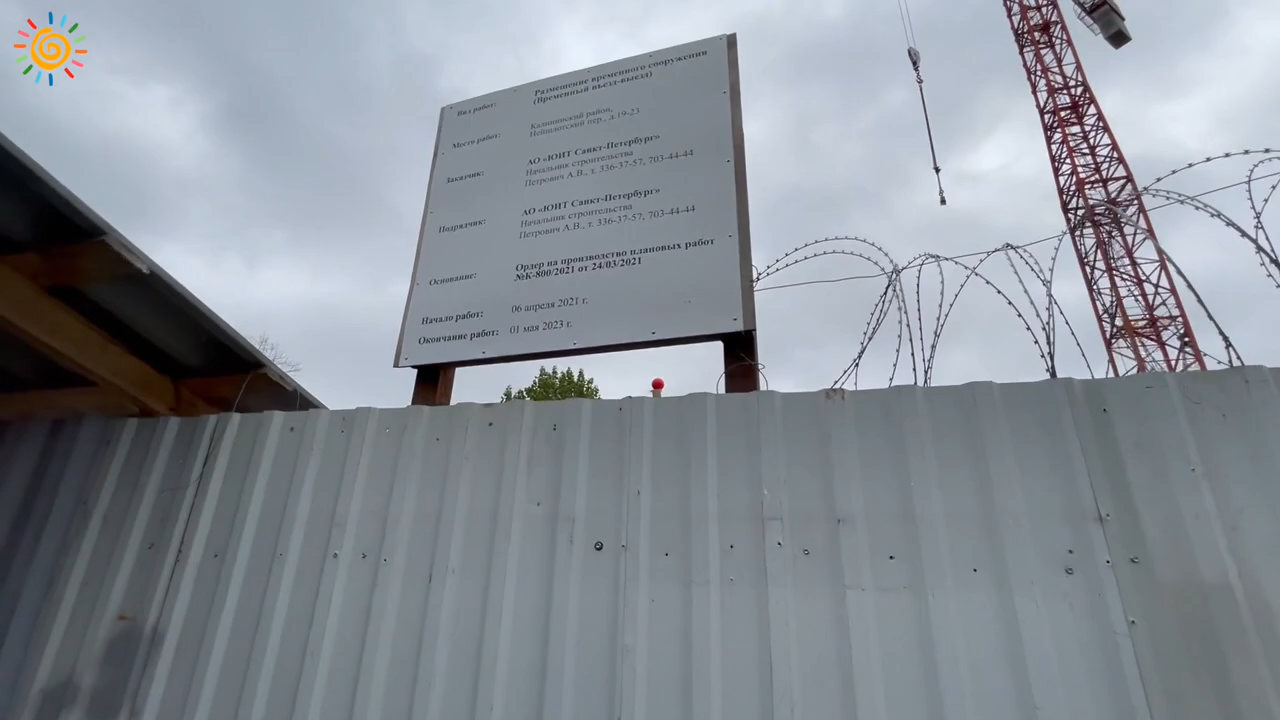 Вид работ: Размещение временного сооружения
(Временный въезд-выезд)
Место работ: Калининский район,
Нейшлотский пер., д.19-23
Заказчик: АО «ЮИТ Санкт-Петербург»
Начальник строительства
Петрович А.В., т. 336-37-57, 703-44-44
Подрядчик: АО «ЮИТ Санкт-Петербург»
Начальник строительства
Петрович А.В., т. 336-37-57, 703-44-44
Основание: Ордер на производство плановых работ
№К-800/2021 от 24/03/2021
Начало работ: 06 апреля 2021 г.
Окончание работ: 01 мая 2023 г.